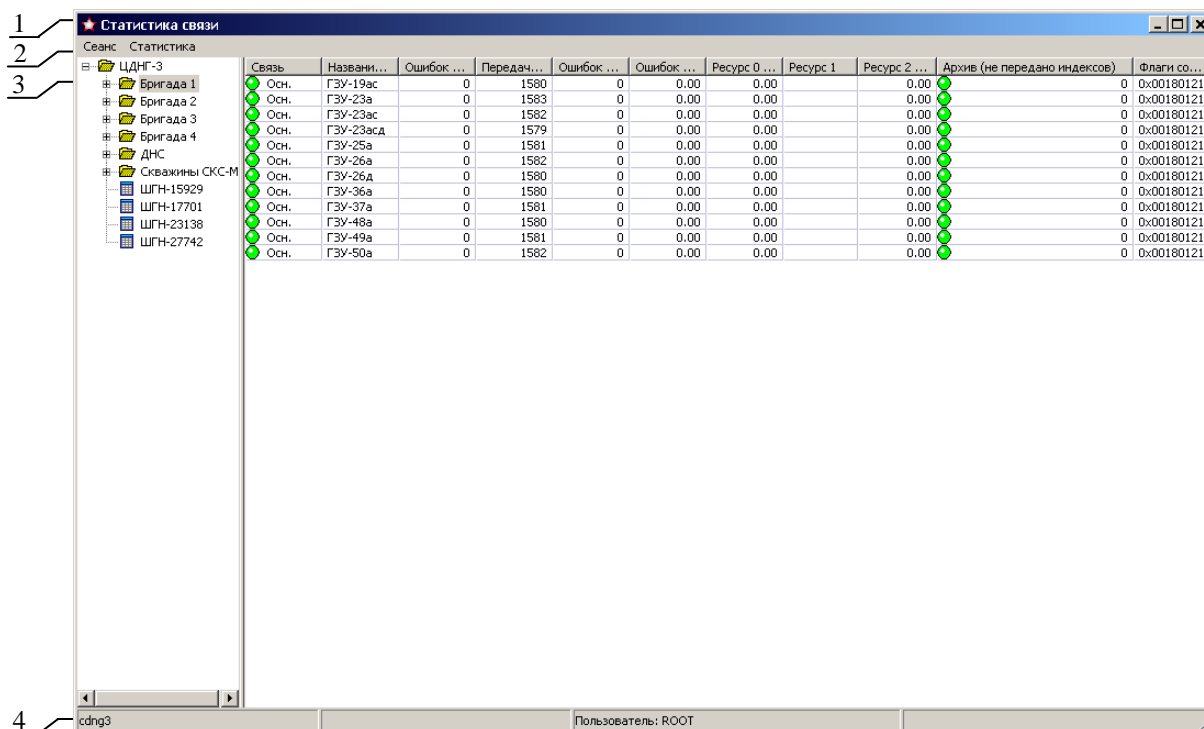 1
Статистика связи
2
Сеанс Статистика
3
ЦДНГ-3
Бригада 1
Бригада 2
Бригада 3
Бригада 4
ДНС
Скважины СКС-М
ШГН-15929
ШГН-17701
ШГН-23138
ШГН-27742
Связь Названи... Ошибок ... Передач... Ошибок ... Ошибок ... Ресурс 0 ... Ресурс 1 Ресурс 2 ... Архив (не передано индексов) Флаги со...
Осн. ГЗУ-19ас 0 1580 0 0.00 0.00 0.00 0 0x00180121
Осн. ГЗУ-23а 0 1583 0 0.00 0.00 0.00 0 0x00180121
Осн. ГЗУ-23ас 0 1582 0 0.00 0.00 0.00 0 0x00180121
Осн. ГЗУ-23асд 0 1579 0 0.00 0.00 0.00 0 0x00180121
Осн. ГЗУ-25а 0 1581 0 0.00 0.00 0.00 0 0x00180121
Осн. ГЗУ-26а 0 1582 0 0.00 0.00 0.00 0 0x00180121
Осн. ГЗУ-26д 0 1580 0 0.00 0.00 0.00 0 0x00180121
Осн. ГЗУ-36а 0 1580 0 0.00 0.00 0.00 0 0x00180121
Осн. ГЗУ-37а 0 1581 0 0.00 0.00 0.00 0 0x00180121
Осн. ГЗУ-48а 0 1580 0 0.00 0.00 0.00 0 0x00180121
Осн. ГЗУ-49а 0 1581 0 0.00 0.00 0.00 0 0x00180121
Осн. ГЗУ-50а 0 1582 0 0.00 0.00 0.00 0 0x00180121
4
cdng3 Пользователь: ROOT